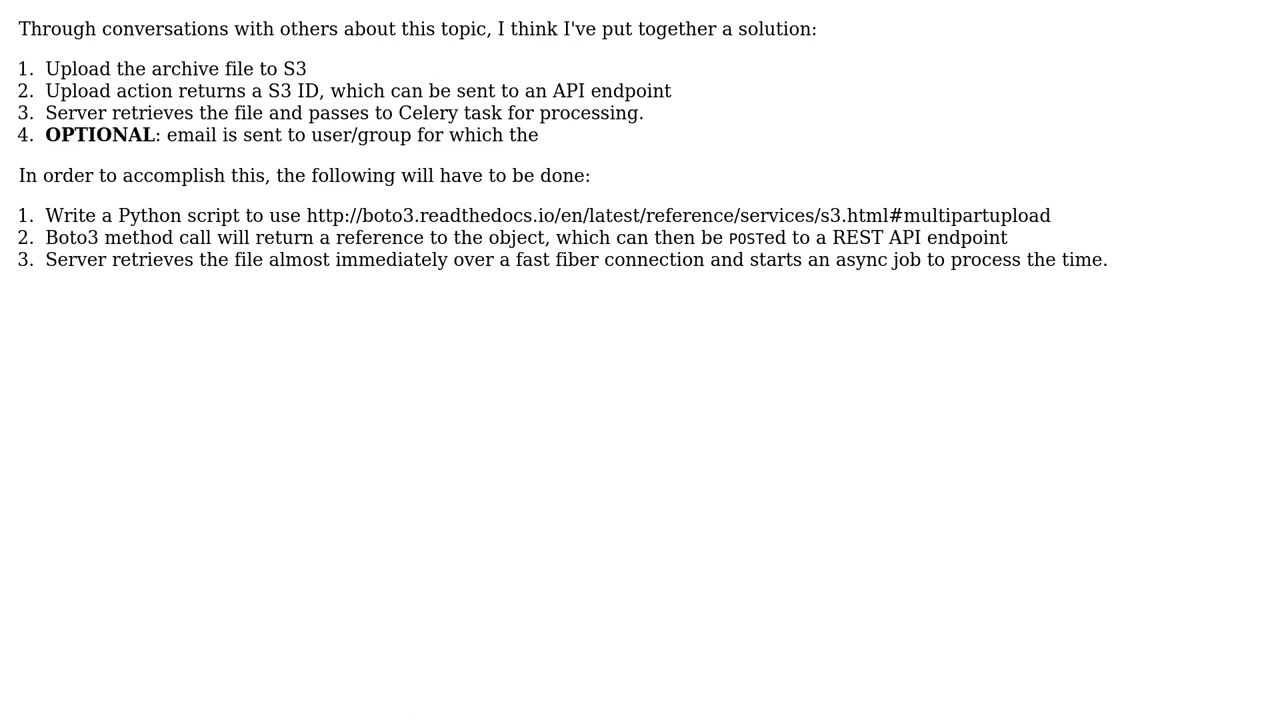 Through conversations with others about this topic, I think I've put together a solution:
1. Upload the archive file to S3
2. Upload action returns a S3 ID, which can be sent to an API endpoint
3. Server retrieves the file and passes to Celery task for processing.
4. OPTIONAL: email is sent to user/group for which the
In order to accomplish this, the following will have to be done:
1. Write a Python script to use http://boto3.readthedocs.io/en/latest/reference/services/s3.html#multipartupload
2. Boto3 method call will return a reference to the object, which can then be POSTed to a REST API endpoint
3. Server retrieves the file almost immediately over a fast fiber connection and starts an async job to process the time.